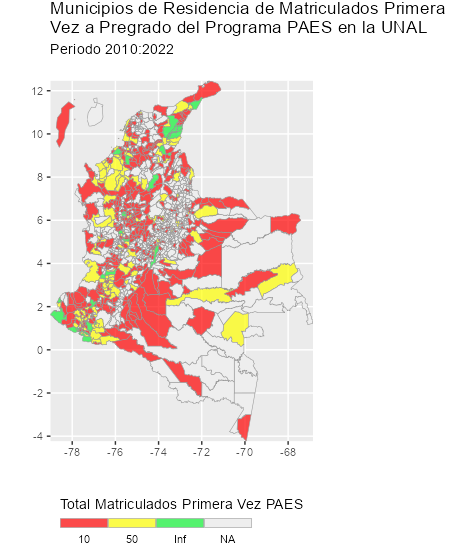 Municipios de Residencia de Matriculados Primera
Vez a Pregrado del Programa PAES en la UNAL
Periodo 2010:2022
12
10
8
6
4
2
0
-2
-4
-78 -76 -74 -72 -70 -68
Total Matriculados Primera Vez PAES
10 50 Inf NA